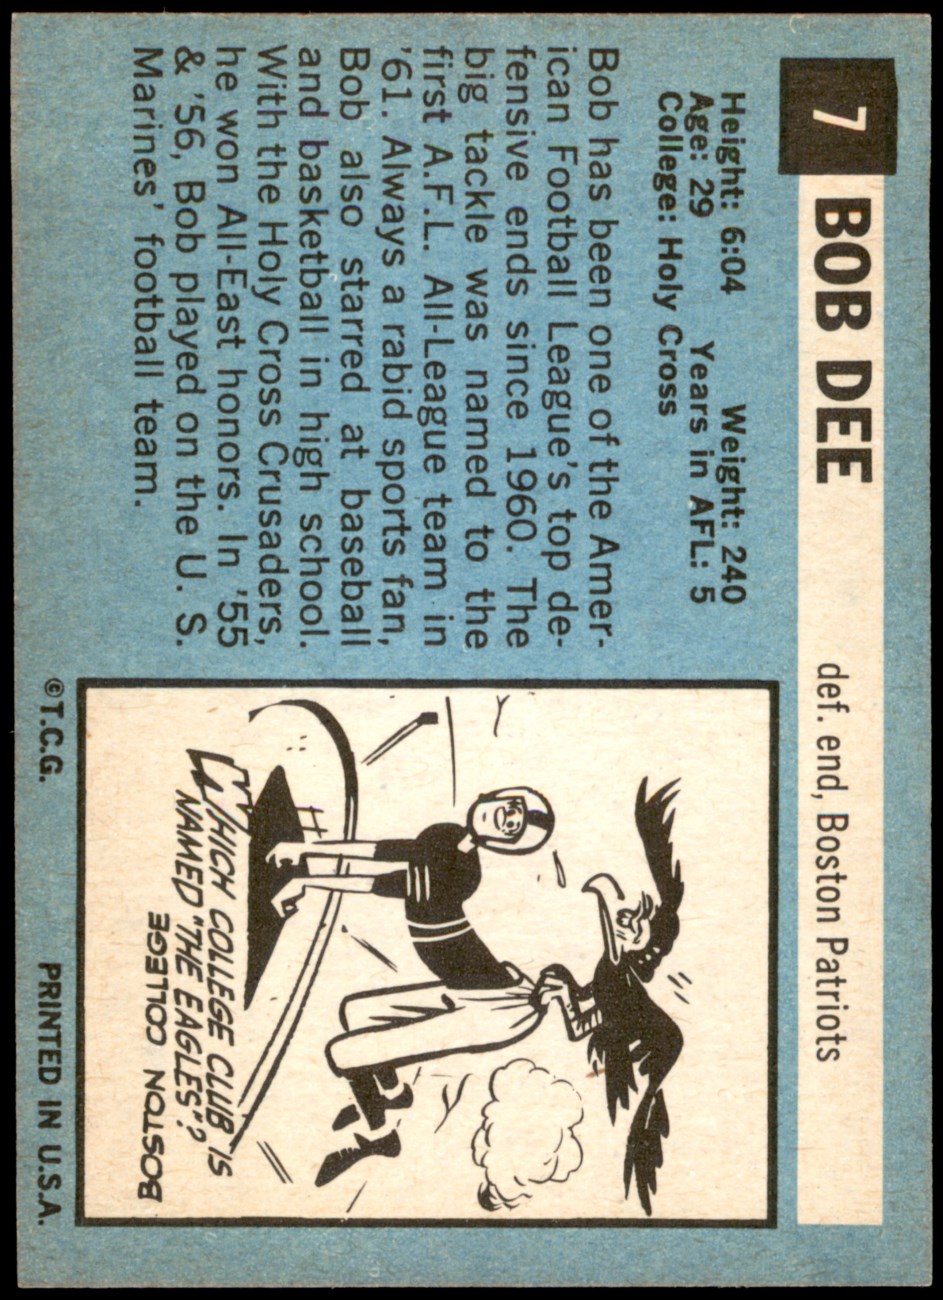 7
BOB DEE
def. end, Boston Patriots
Height: 6:04 Weight: 240
Age: 29 Years in AFL: 5
College: Holy Cross
Bob has been one of the Amer-
ican Football League's top de-
fensive ends since 1960. The
big tackle was named to the
first A.F.L. All-League team in
'61. Always a rabid sports fan,
Bob also starred at baseball
and basketball in high school.
With the Holy Cross Crusaders,
he won All-East honors. In '55
& '56, Bob played on the U. S.
Marines' football team.
WHICH COLLEGE CLUB IS
NAMED "THE EAGLES"?
BOSTON COLLEGE
© T.C.G.
PRINTED IN U.S.A.